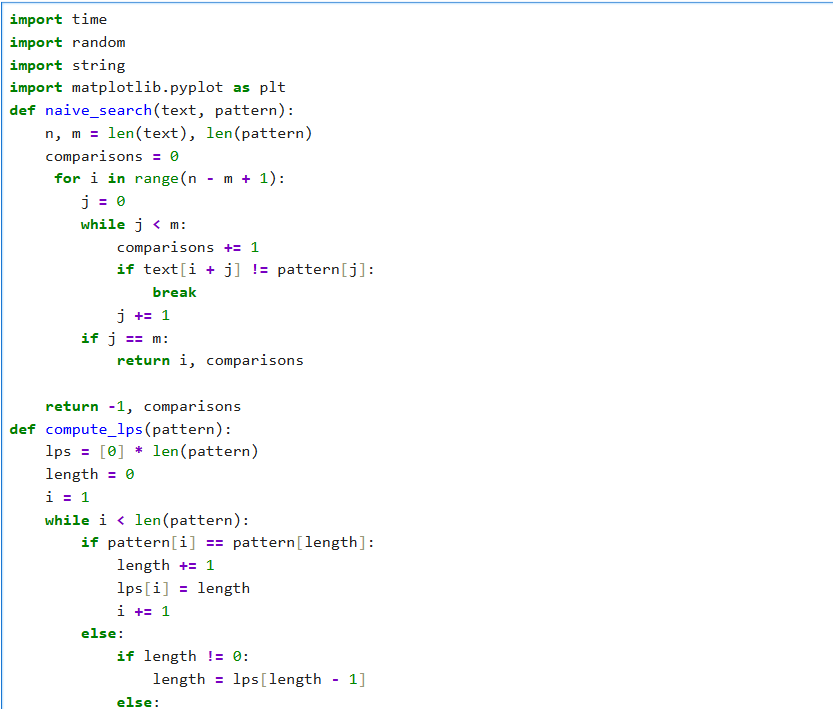 import time
import random
import string
import matplotlib.pyplot as plt
def naive_search(text, pattern):
    n, m = len(text), len(pattern)
    comparisons = 0
     for i in range(n - m + 1):
        j = 0
        while j < m:
            comparisons += 1
            if text[i + j] != pattern[j]:
                break
            j += 1
        if j == m:
            return i, comparisons

    return -1, comparisons
def compute_lps(pattern):
    lps = [0] * len(pattern)
    length = 0
    i = 1
    while i < len(pattern):
        if pattern[i] == pattern[length]:
            length += 1
            lps[i] = length
            i += 1
        else:
            if length != 0:
                length = lps[length - 1]
            else: